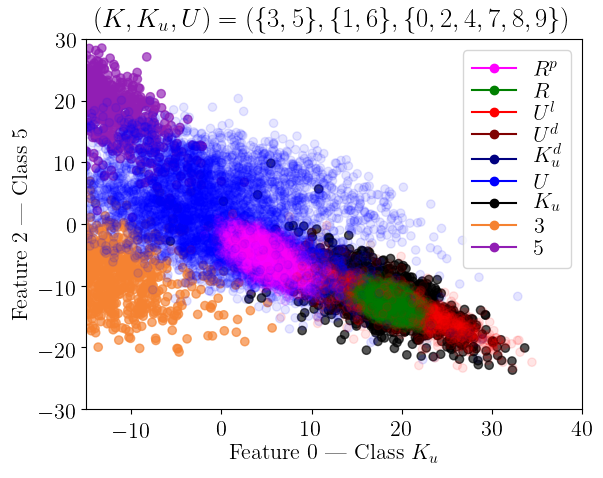 (K, K_u, U) = ({3, 5}, {1, 6}, {0, 2, 4, 7, 8, 9})
30
20
10
0
−10
−20
−30
Feature 2 — Class 5
R^p
R
U^l
U^d
K_u^d
U
K_u
3
5
−10
0
10
20
30
40
Feature 0 — Class K_u